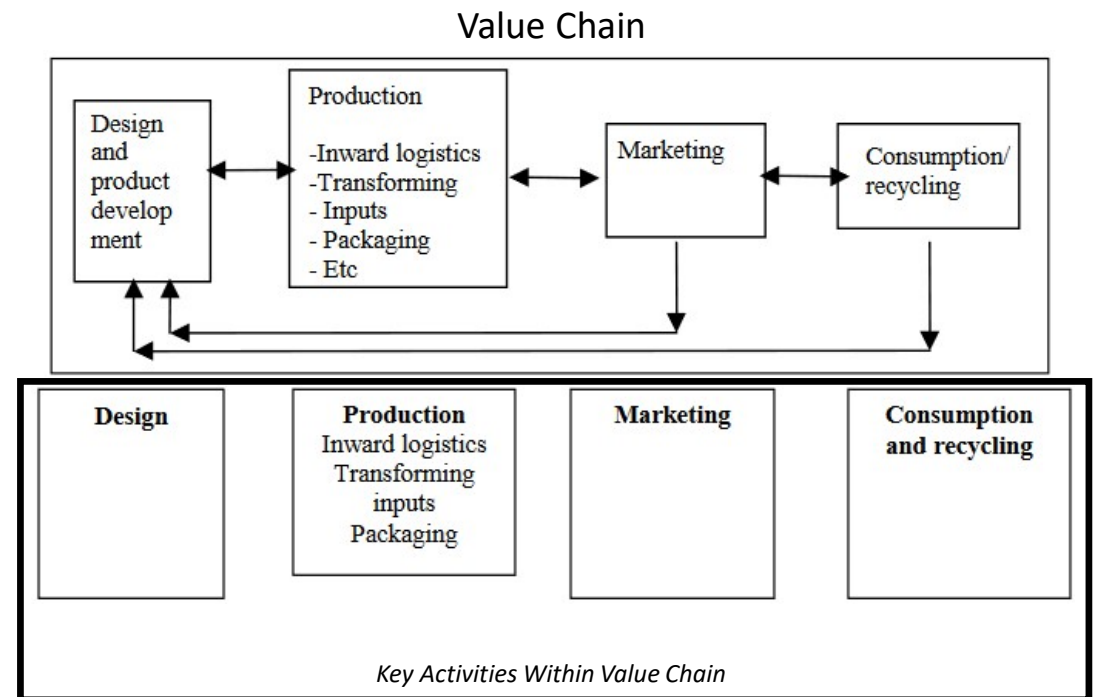 Value Chain
Design
and
product
develop
ment
Production
-Inward logistics
-Transforming
- Inputs
- Packaging
- Etc
Marketing
Consumption/
recycling
Design
Production
Inward logistics
Transforming
inputs
Packaging
Marketing
Consumption
and recycling
Key Activities Within Value Chain